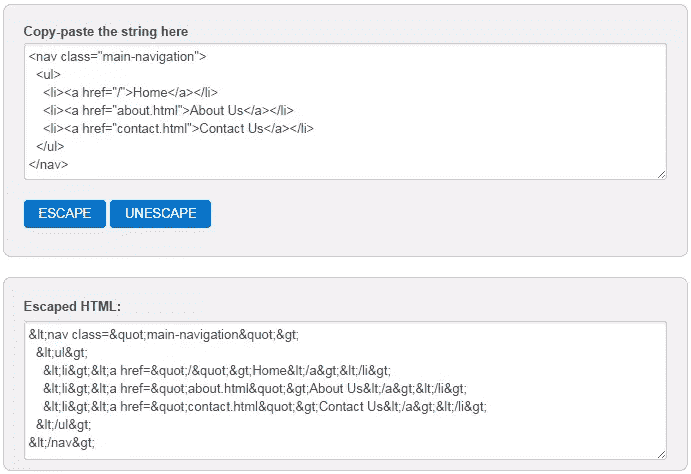 Copy-paste the string here
<nav class="main-navigation">
  <ul>
    <li><a href="/">Home</a></li>
    <li><a href="about.html">About Us</a></li>
    <li><a href="contact.html">Contact Us</a></li>
  </ul>
</nav>
ESCAPE UNESCAPE
Escaped HTML:
&lt;nav class=&quot;main-navigation&quot;&gt;
  &lt;ul&gt;
    &lt;li&gt;&lt;a href=&quot;/&quot;&gt;Home&lt;/a&gt;&lt;/li&gt;
    &lt;li&gt;&lt;a href=&quot;about.html&quot;&gt;About Us&lt;/a&gt;&lt;/li&gt;
    &lt;li&gt;&lt;a href=&quot;contact.html&quot;&gt;Contact Us&lt;/a&gt;&lt;/li&gt;
  &lt;/ul&gt;
&lt;/nav&gt;